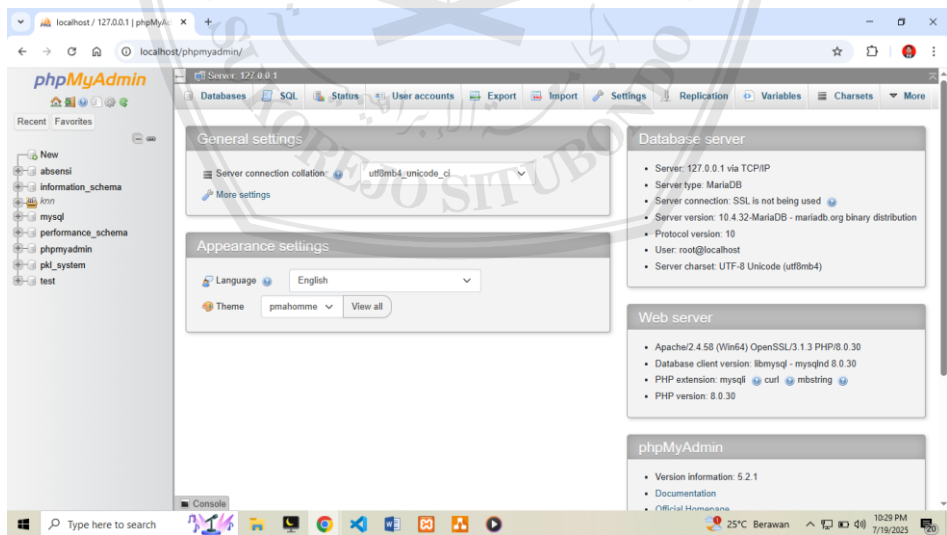 localhost / 127.0.0.1 | phpMyAd
localhost/phpmyadmin/
phpMyAdmin
Recent Favorites
New
absensi
information_schema
knn
mysql
performance_schema
phpmyadmin
pkl_system
test
Server: 127.0.0.1
Databases SQL Status User accounts Export Import Settings Replication Variables Charsets More
General settings
Server connection collation: utf8mb4_unicode_ci
More settings
Appearance settings
Language English
Theme pmahomme View all
Database server
Server: 127.0.0.1 via TCP/IP
Server type: MariaDB
Server connection: SSL is not being used
Server version: 10.4.32-MariaDB - mariadb.org binary distribution
Protocol version: 10
User: root@localhost
Server charset: UTF-8 Unicode (utf8mb4)
Web server
Apache/2.4.58 (Win64) OpenSSL/3.1.3 PHP/8.0.30
Database client version: libmysql - mysqlnd 8.0.30
PHP extension: mysqli curl mbstring
PHP version: 8.0.30
phpMyAdmin
Version information: 5.2.1
Documentation
Official Homepage
Console
REJO SITUBONDO
Type here to search
25°C Berawan
10:29 PM
7/19/2025
20